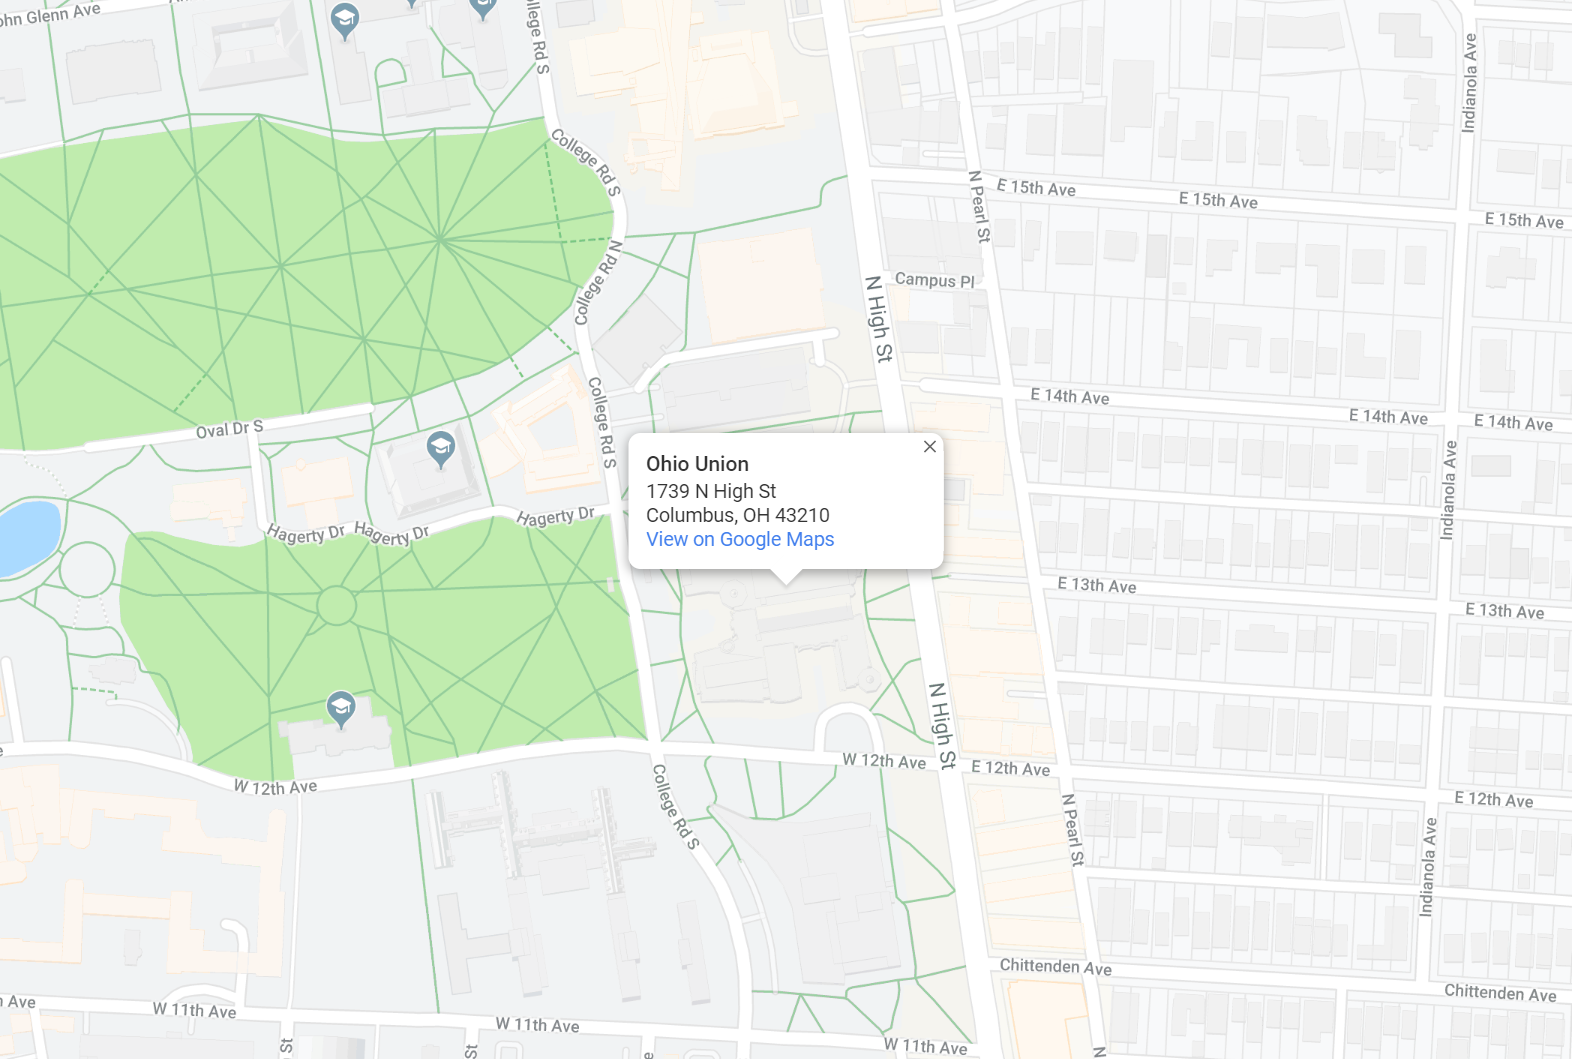 ohn Glenn Ave
College Rd S
College Rd S
E 15th Ave
E 15th Ave
E 15th Ave
Indianola Ave
N Pearl St
College Rd N
Campus Pl
N High St
College Rd S
E 14th Ave
E 14th Ave
E 14th Ave
Oval Dr S
Ohio Union
1739 N High St
Columbus, OH 43210
View on Google Maps
Hagerty Dr
Hagerty Dr
Hagerty Dr
Indianola Ave
E 13th Ave
E 13th Ave
N High St
W 12th Ave
W 12th Ave
E 12th Ave
E 12th Ave
College Rd S
N Pearl St
Indianola Ave
Chittenden Ave
Chittenden Ave
h Ave
W 11th Ave
W 11th Ave
W 11th Ave
St
St
e
N